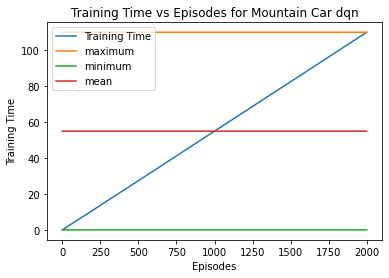 Training Time vs Episodes for Mountain Car dqn
Training Time
maximum
minimum
mean
100
80
60
40
20
0
Training Time
0 250 500 750 1000 1250 1500 1750 2000
Episodes